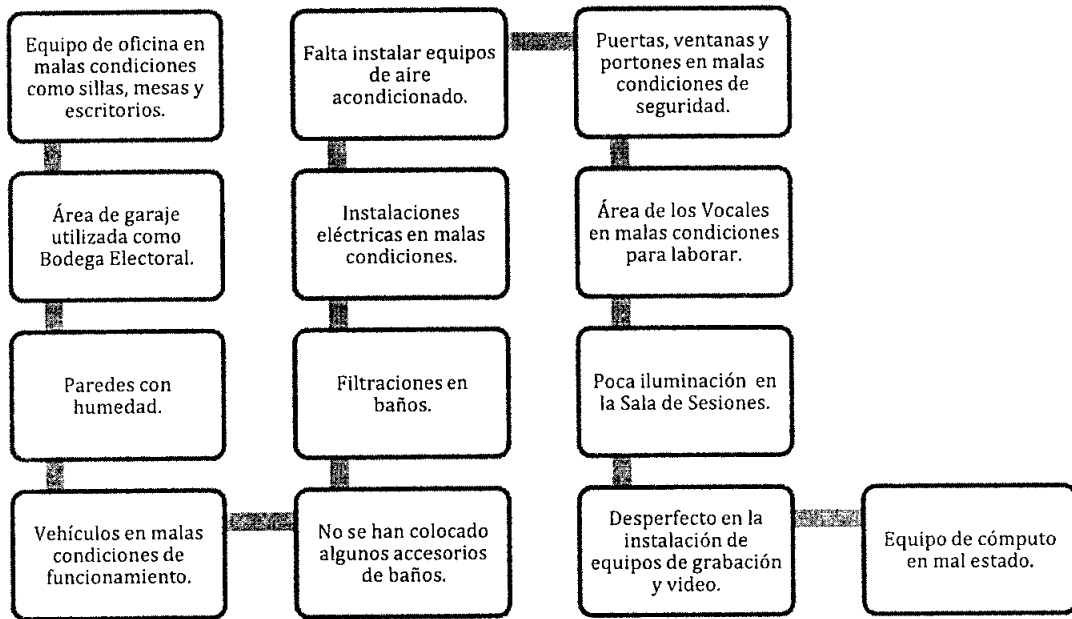 Equipo de oficina en
malas condiciones
como sillas, mesas y
escritorios.
Área de garaje
utilizada como
Bodega Electoral.
Paredes con
humedad.
Vehículos en malas
condiciones de
funcionamiento.
No se han colocado
algunos accesorios
de baños.
Filtraciones en
baños.
Instalaciones
eléctricas en malas
condiciones.
Falta instalar equipos
de aire
acondicionado.
Puertas, ventanas y
portones en malas
condiciones de
seguridad.
Área de los Vocales
en malas condiciones
para laborar.
Poca iluminación en
la Sala de Sesiones.
Desperfecto en la
instalación de
equipos de grabación
y video.
Equipo de cómputo
en mal estado.